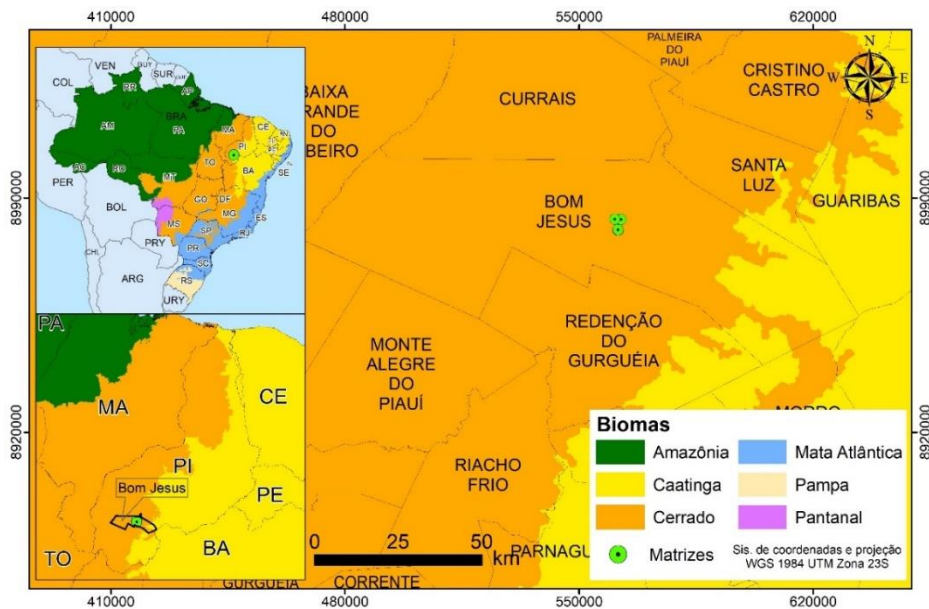 410000
480000
550000
620000
8990000
8920000
N
W
E
S
PALMEIRA
DO
PIAUÍ
CRISTINO
CASTRO
CURRAIS
BAIXA
GRANDE
DO
RIBEIRO
SANTA
LUZ
GUARIBAS
BOM
JESUS
REDENÇÃO
DO
GURGUÉIA
MONTE
ALEGRE
DO
PIAUÍ
RIACHO
FRIO
MORRO
PARNAGU
CORRENTE
GURGUÉIA
COL
VEN
GUY
SUR
RR
AP
BRA
AM
PA
MA
CE
PI
AC
RO
TO
MT
BA
SE
PER
BOL
GO
DF
MG
ES
MS
SP
RJ
PRY
PR
SC
CHL
ARG
RS
URY
PA
MA
CE
PI
Bom Jesus
PE
TO
BA
0
25
50
km
Biomas
Amazônia
Mata Atlântica
Caatinga
Pampa
Cerrado
Pantanal
Matrizes
Sis. de coordenadas e projeção
WGS 1984 UTM Zona 23S
8990000
8920000
410000
480000
550000
620000